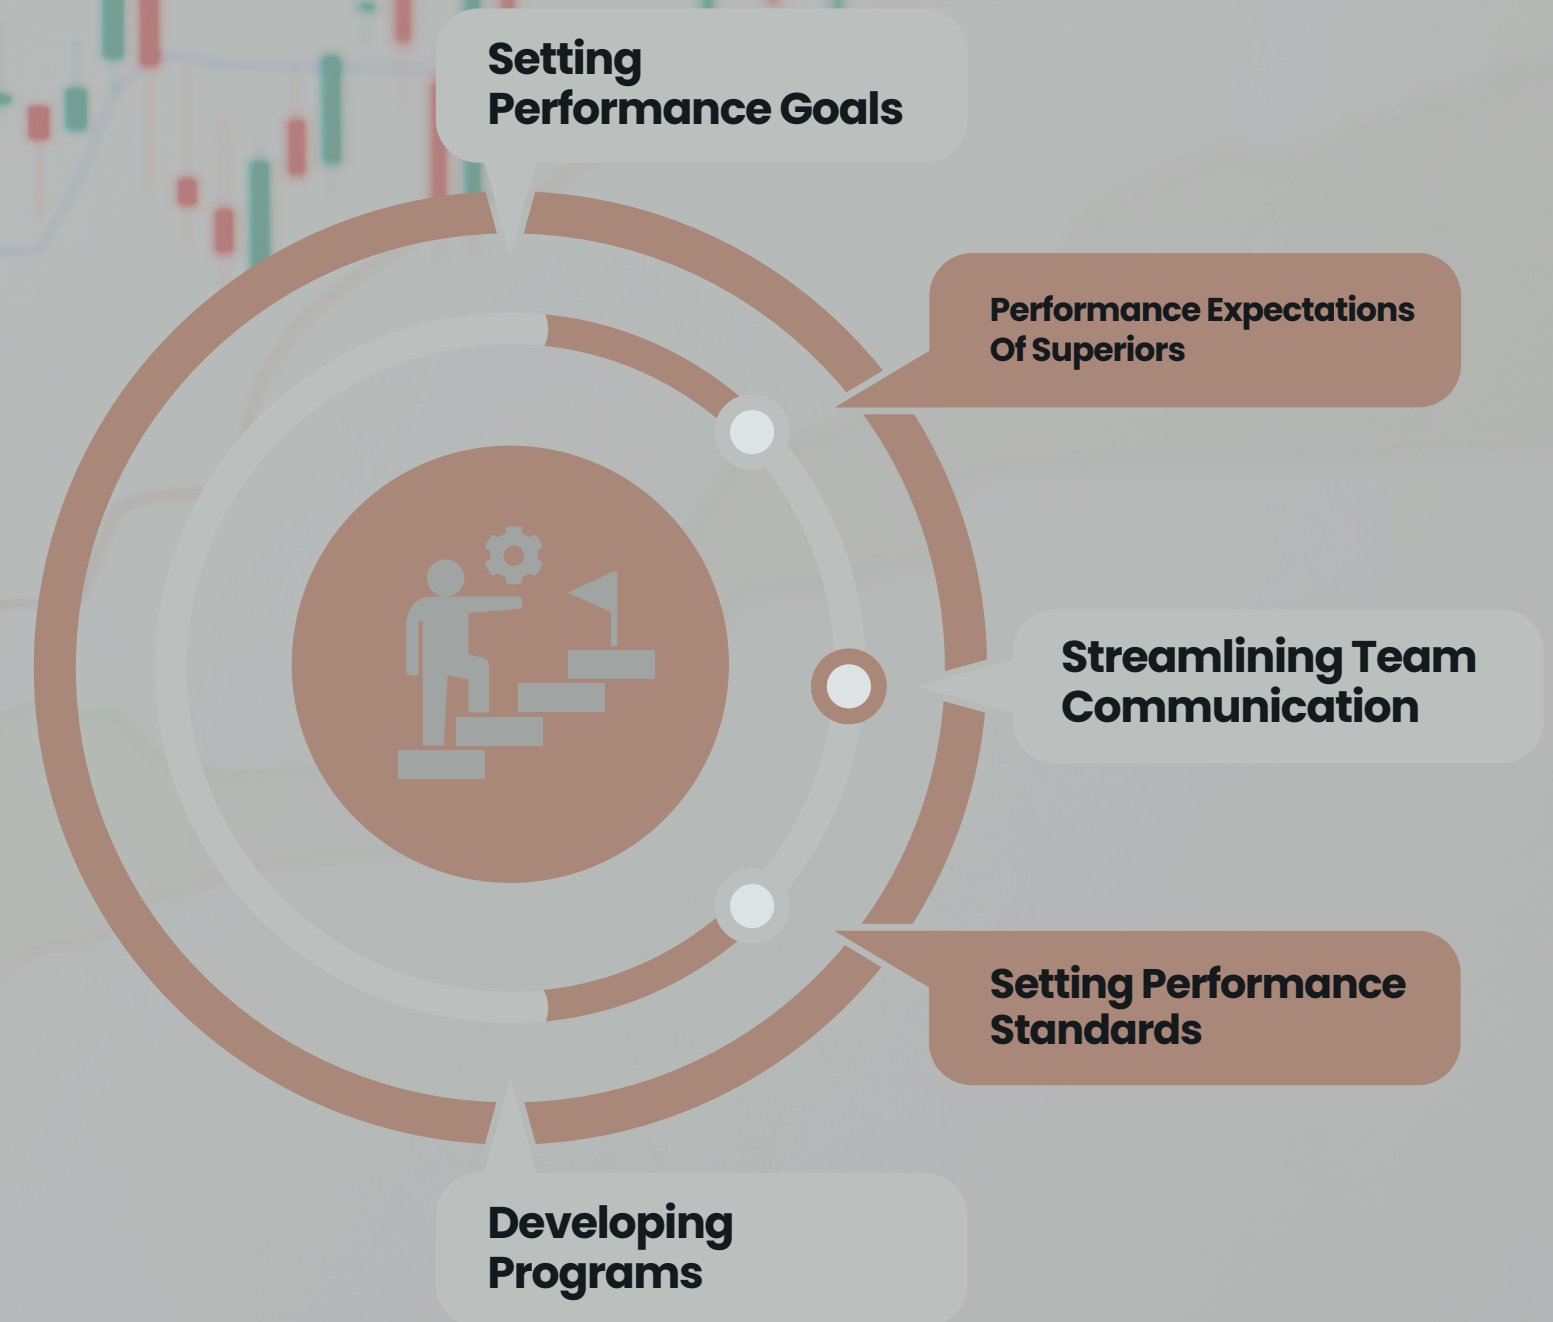 Setting
Performance Goals
Performance Expectations
Of Superiors
Streamlining Team
Communication
Setting Performance
Standards
Developing
Programs